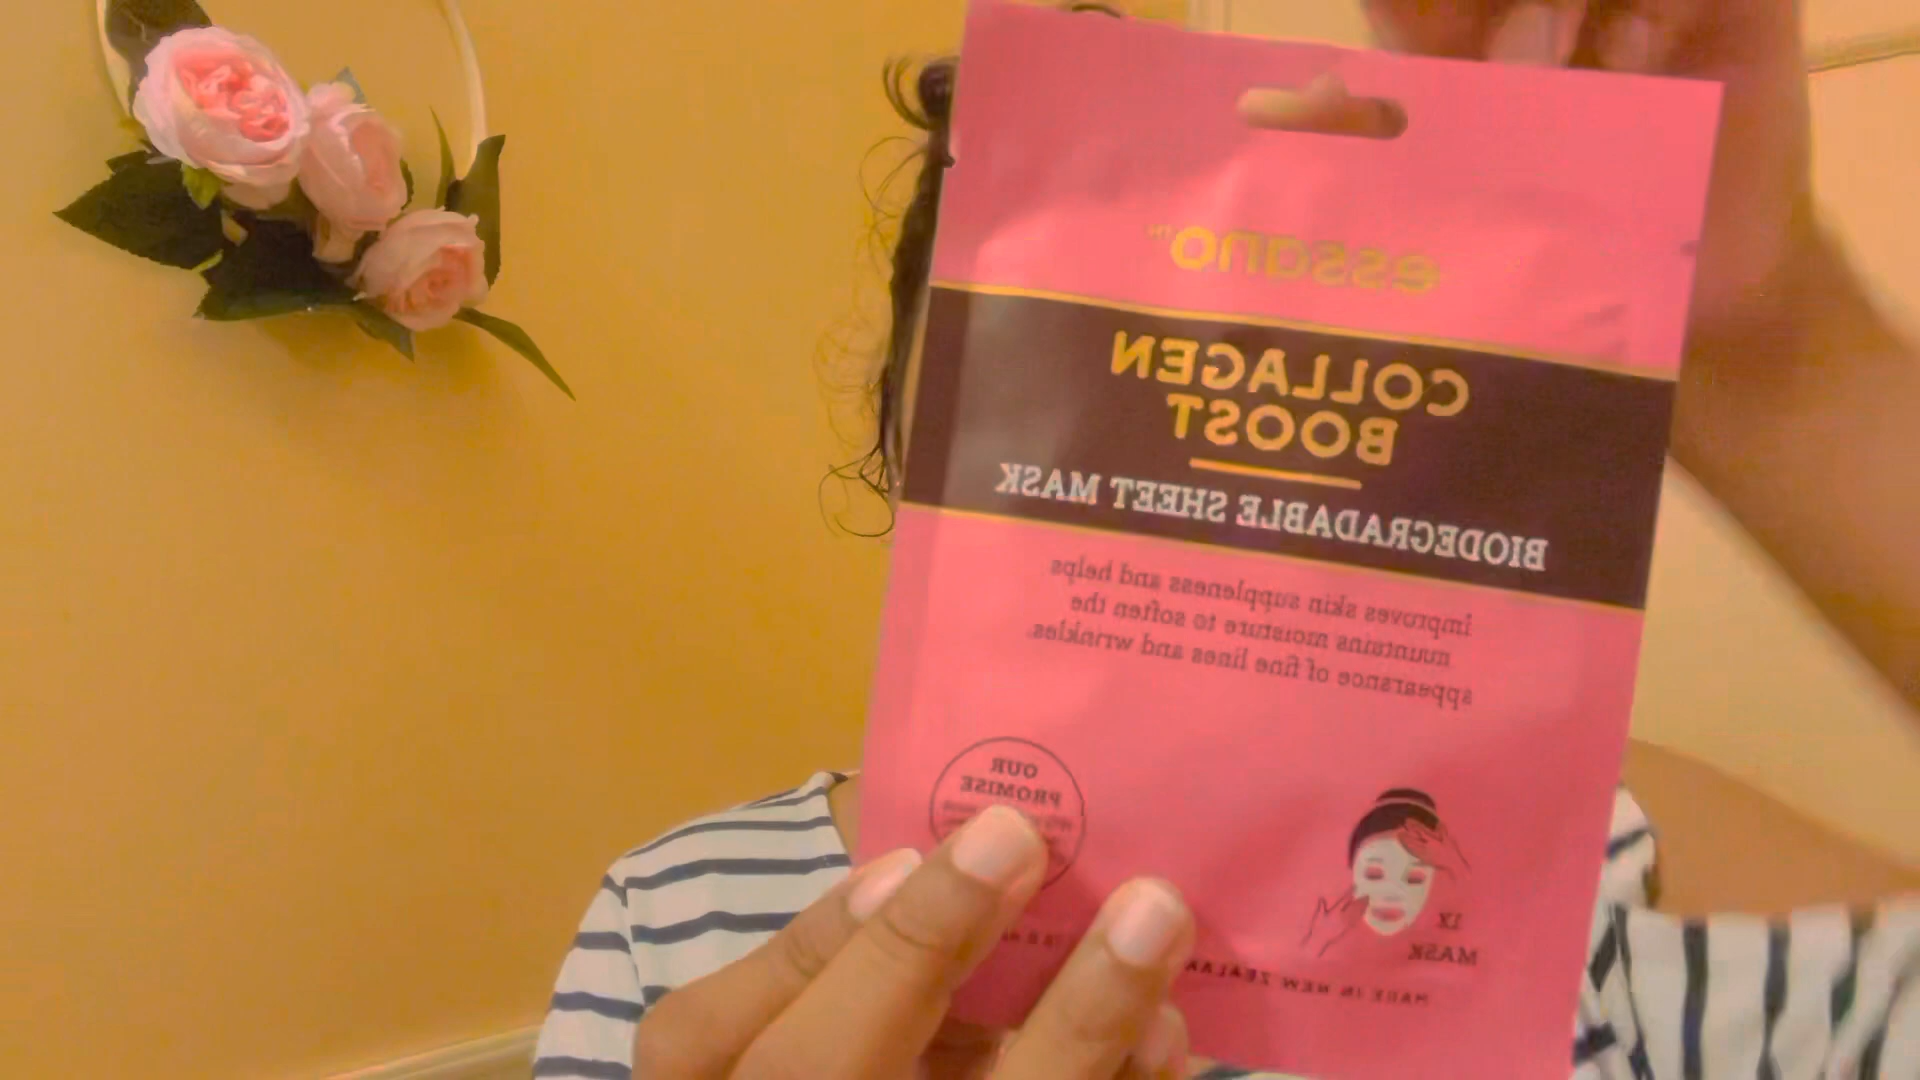 essano™
COLLAGEN
BOOST
BIODEGRADABLE SHEET MASK
improves skin suppleness and helps
mantains moisture to soften the
appearance of fine lines and wrinkles.
OUR
PROMISE
1X
MASK
MADE IN NEW